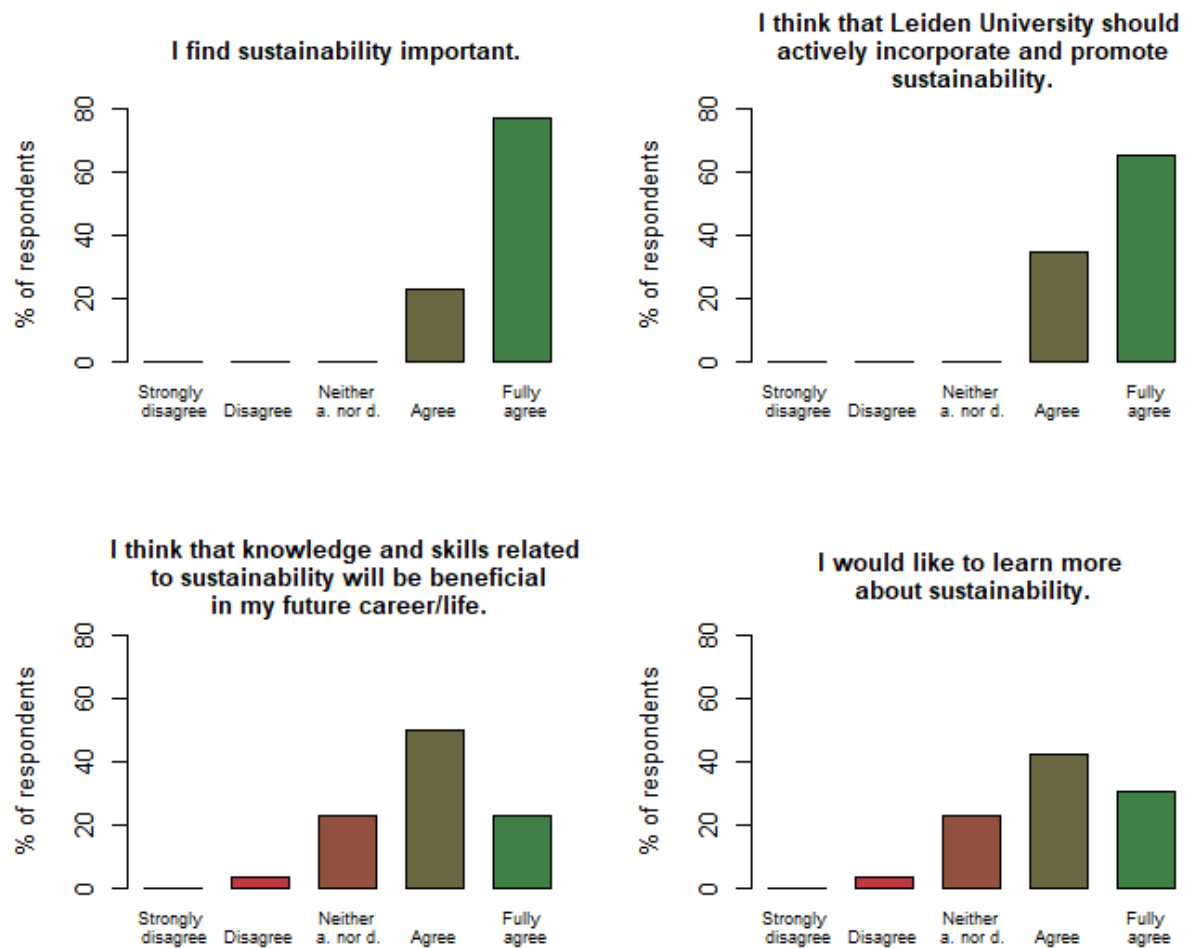 I find sustainability important.
% of respondents
80
60
40
20
0
Strongly
disagree
Disagree
Neither
a. nor d.
Agree
Fully
agree
I think that Leiden University should
actively incorporate and promote
sustainability.
% of respondents
80
60
40
20
0
Strongly
disagree
Disagree
Neither
a. nor d.
Agree
Fully
agree
I think that knowledge and skills related
to sustainability will be beneficial
in my future career/life.
% of respondents
80
60
40
20
0
Strongly
disagree
Disagree
Neither
a. nor d.
Agree
Fully
agree
I would like to learn more
about sustainability.
% of respondents
80
60
40
20
0
Strongly
disagree
Disagree
Neither
a. nor d.
Agree
Fully
agree